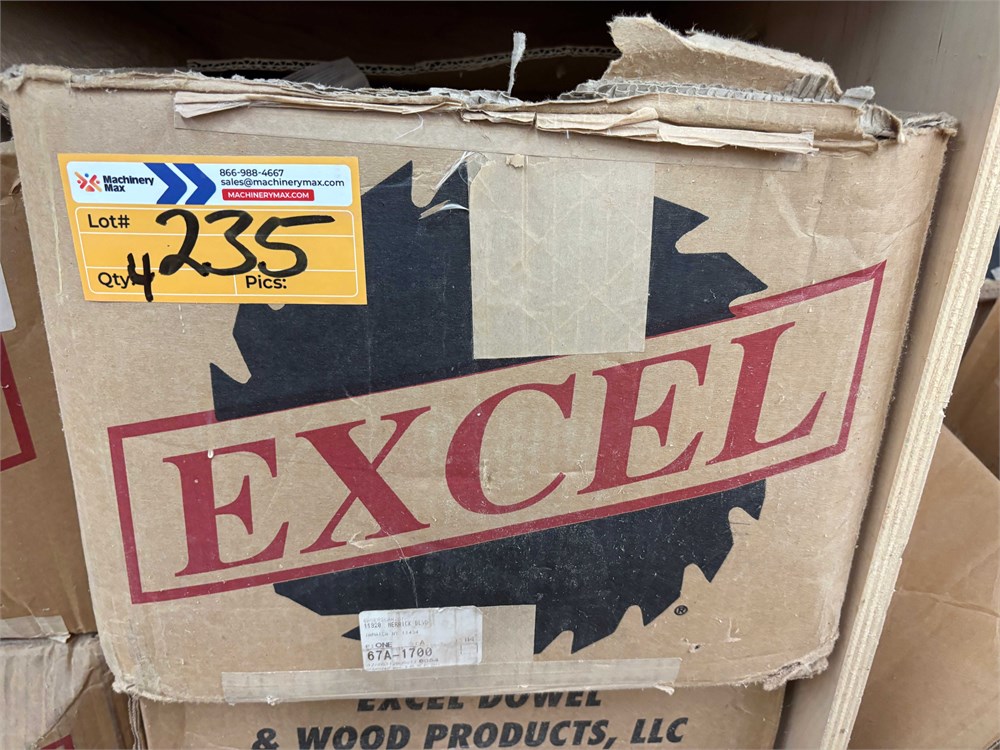 Machinery
Max
866-988-4667
sales@machinerymax.com
MACHINERYMAX.COM
Lot# 235
Qty 4 Pics:
EXCEL
®
67A-1700
EXCEL DOWEL
& WOOD PRODUCTS, LLC